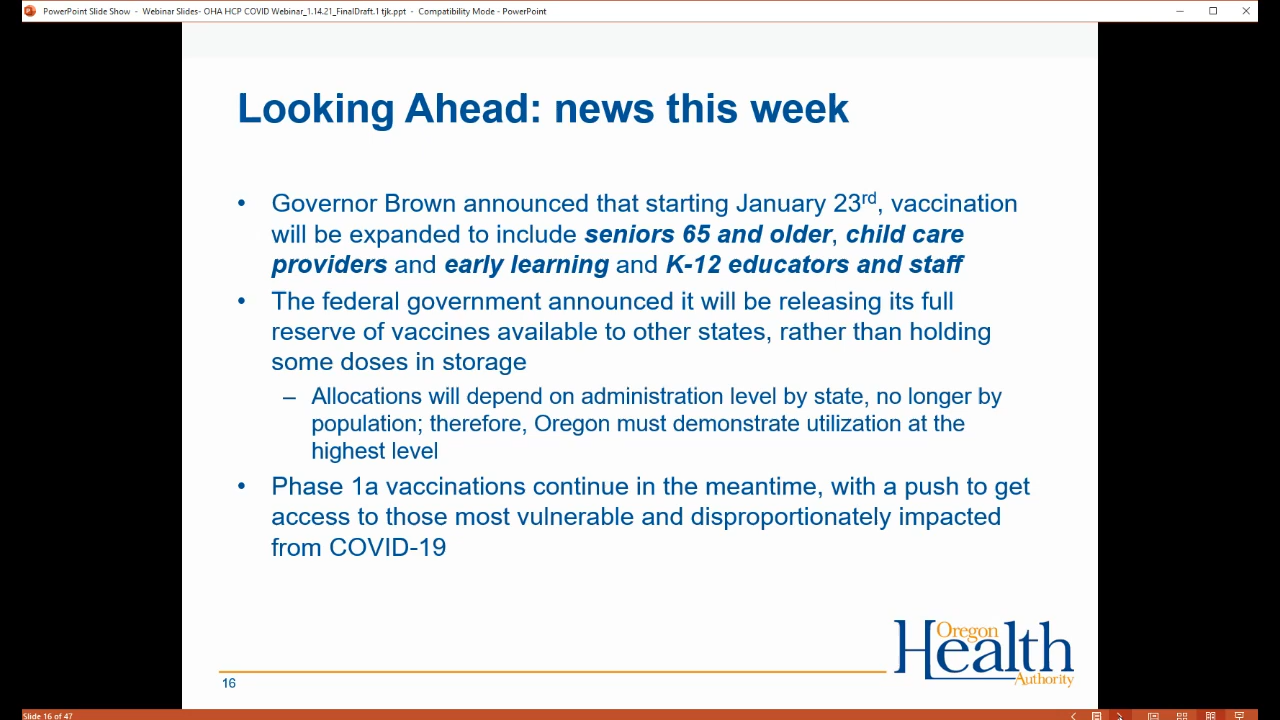 PowerPoint Slide Show - Webinar Slides- OHA HCP COVID Webinar_1.14.21_FinalDraft.1 tjk.ppt - Compatibility Mode - PowerPoint
Looking Ahead: news this week
• Governor Brown announced that starting January 23rd, vaccination
will be expanded to include seniors 65 and older, child care
providers and early learning and K-12 educators and staff
• The federal government announced it will be releasing its full
reserve of vaccines available to other states, rather than holding
some doses in storage
– Allocations will depend on administration level by state, no longer by
population; therefore, Oregon must demonstrate utilization at the
highest level
• Phase 1a vaccinations continue in the meantime, with a push to get
access to those most vulnerable and disproportionately impacted
from COVID-19
Oregon
Health
Authority
16
Slide 16 of 47